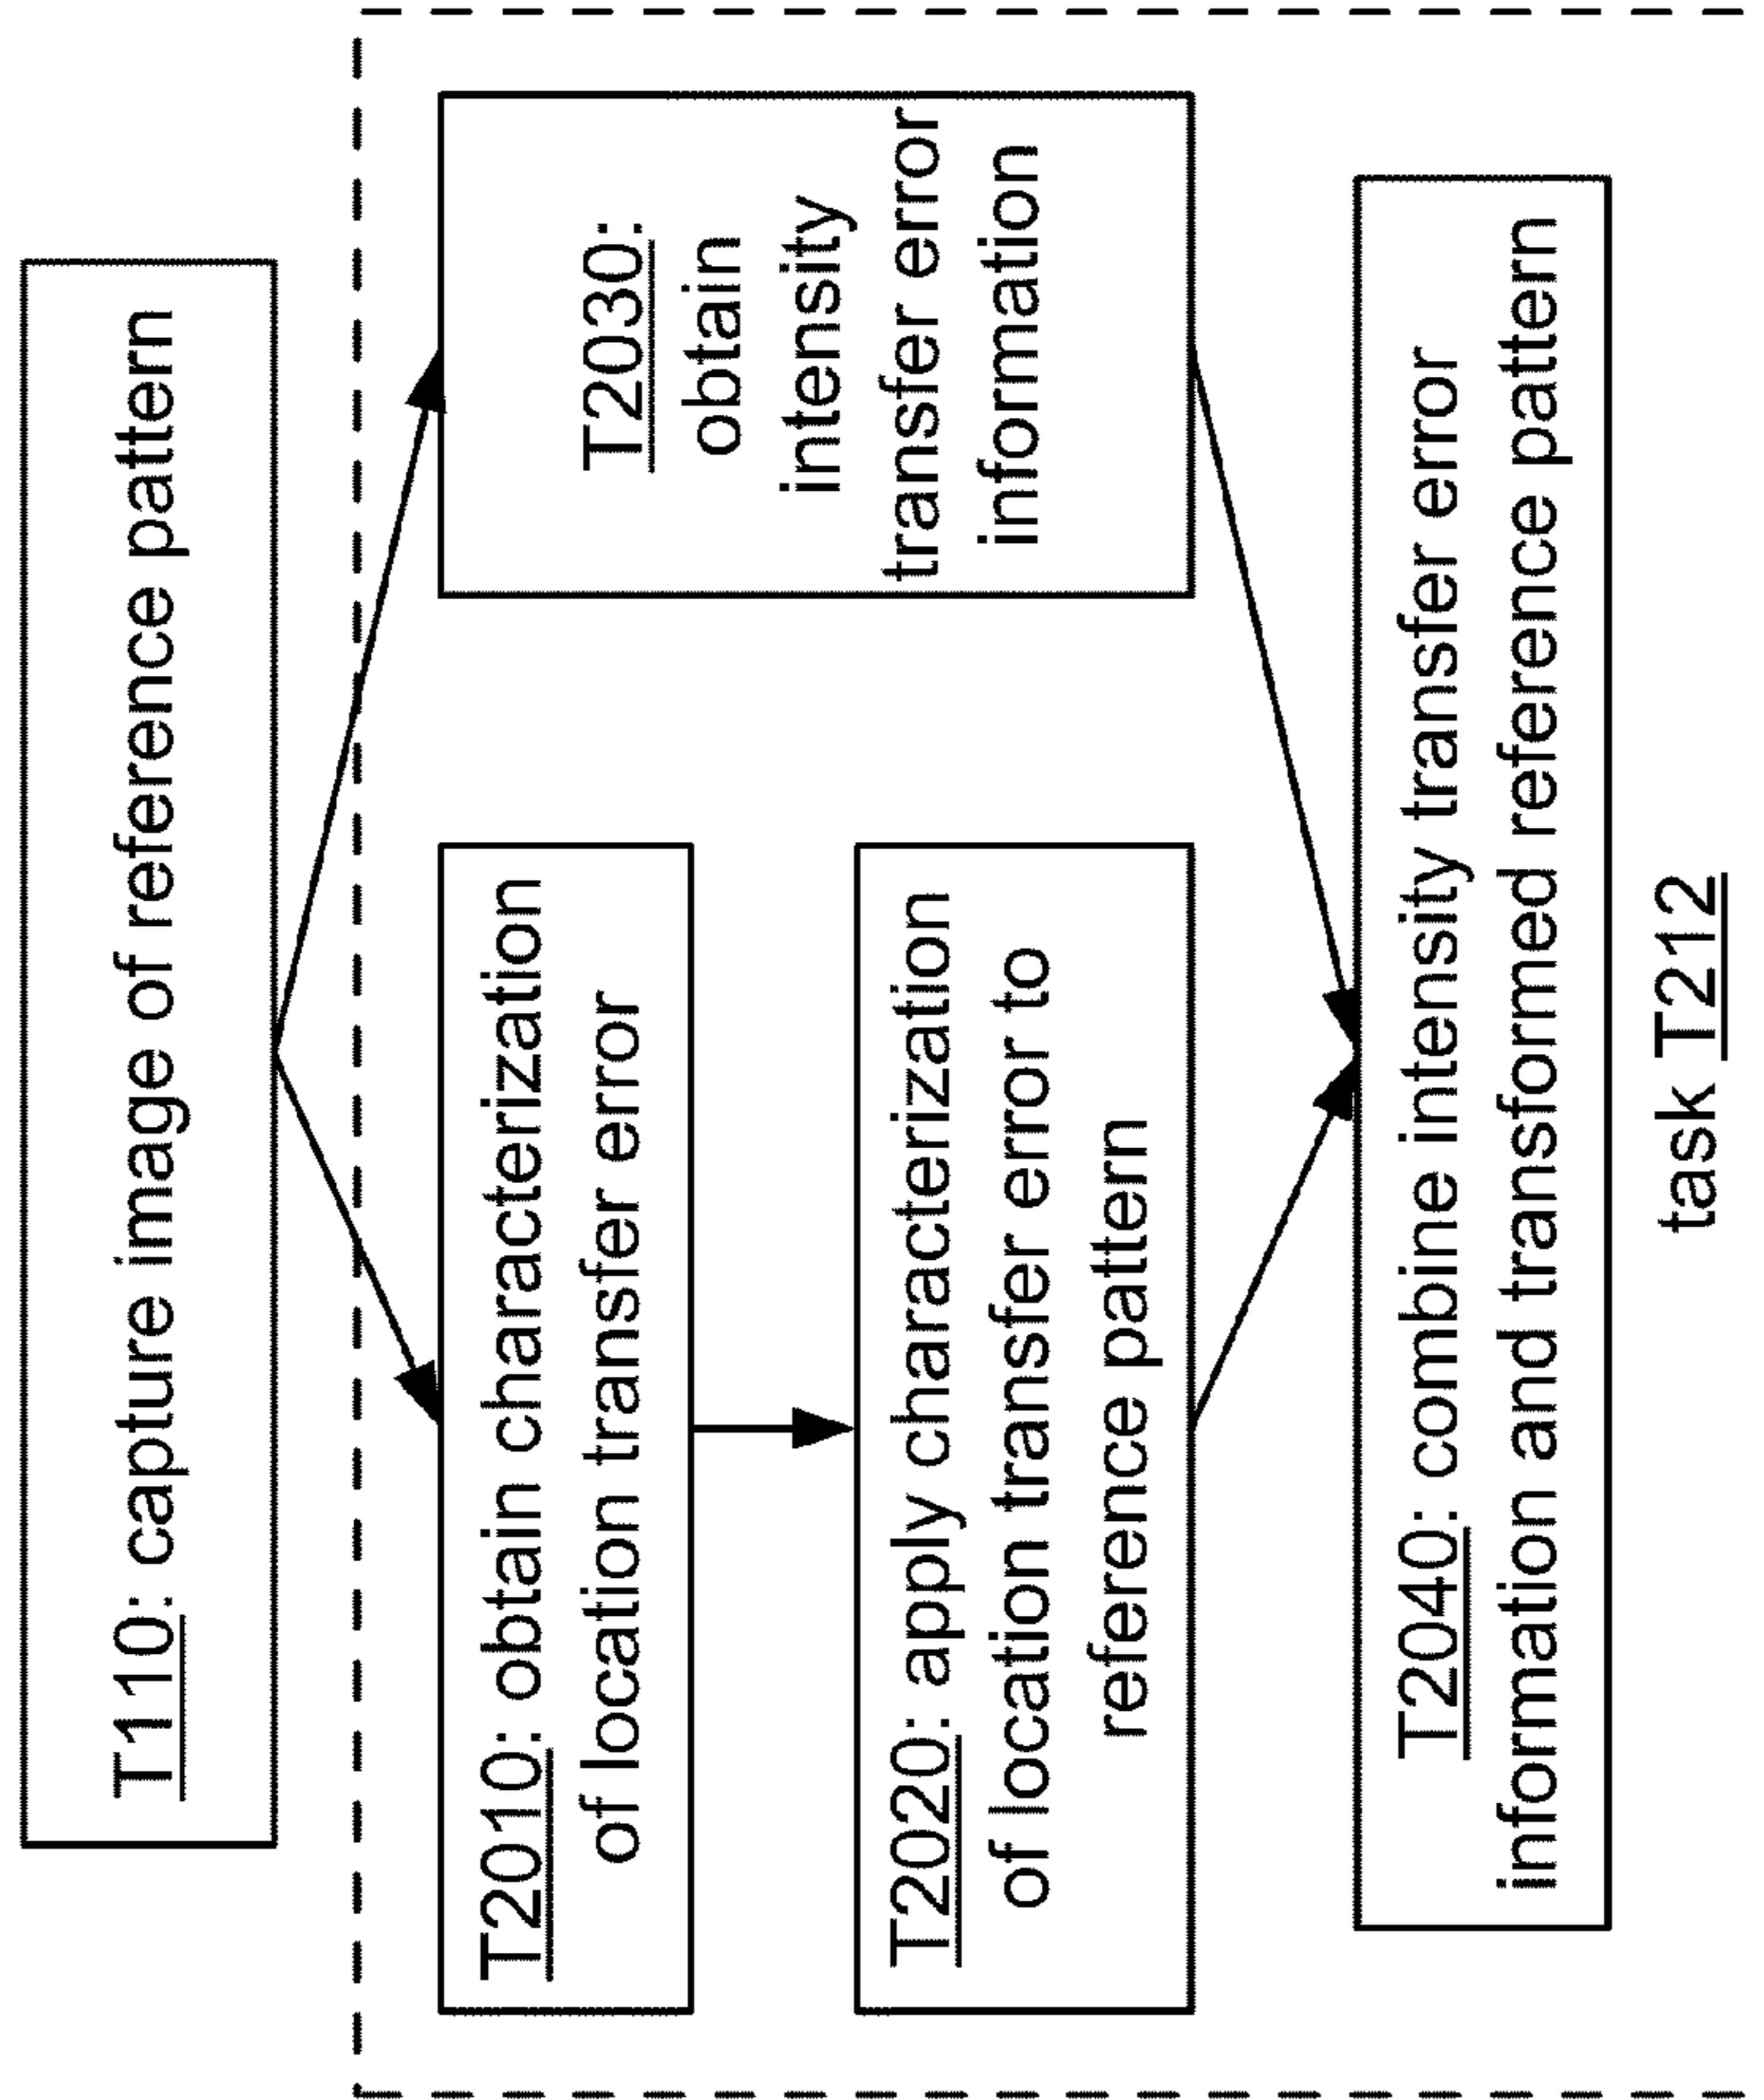 T110: capture image of reference pattern
T2010: obtain characterization
of location transfer error
T2020: apply characterization
of location transfer error to
reference pattern
T2030:
obtain
intensity
transfer error
information
T2040: combine intensity transfer error
information and transformed reference pattern
task T212